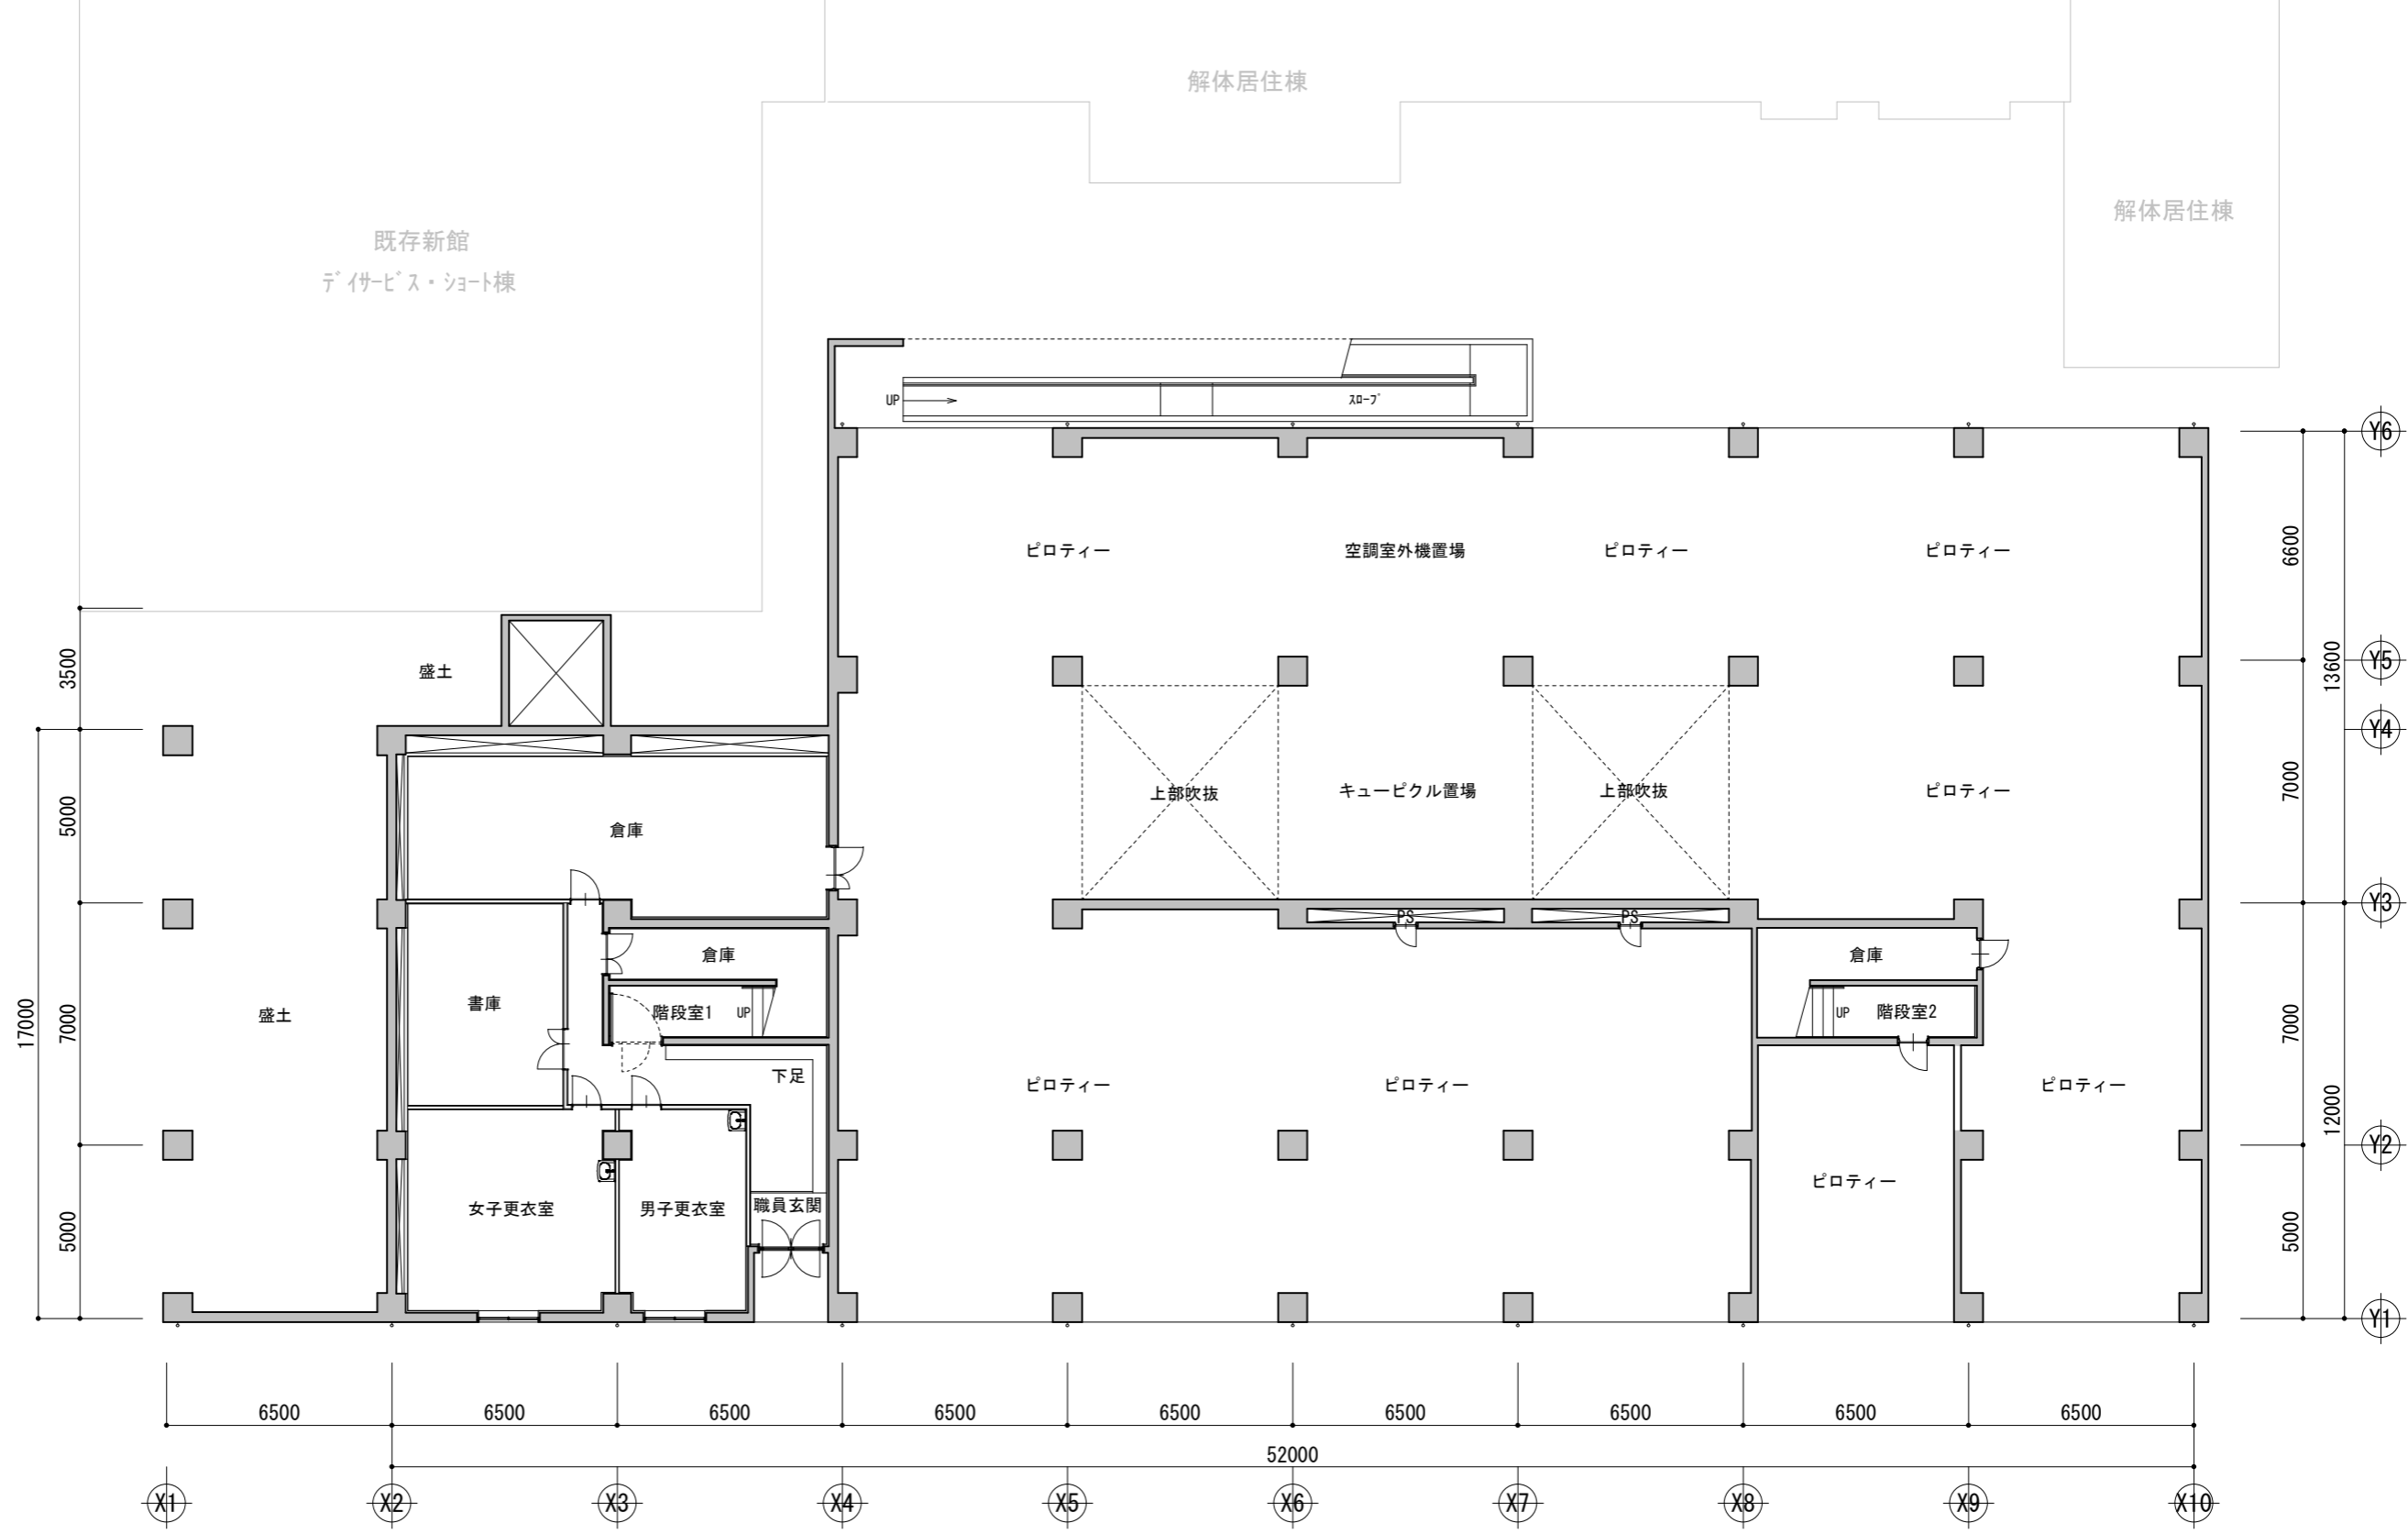 解体居住棟
解体居住棟
既存新館
ﾃﾞｲｻｰﾋﾞｽ・ｼｮｰﾄ棟
UP
ｽﾛｰﾌﾟ
Y6
ピロティー
空調室外機置場
ピロティー
ピロティー
6600
13600
3500
盛土
Y5
Y4
上部吹抜
キュービクル置場
上部吹抜
ピロティー
7000
5000
倉庫
Y3
PS
PS
倉庫
倉庫
書庫
盛土
階段室1
UP
UP
階段室2
17000
7000
7000
下足
ピロティー
ピロティー
ピロティー
12000
Y2
ピロティー
女子更衣室
男子更衣室
職員玄関
5000
5000
Y1
6500
6500
6500
6500
6500
6500
6500
6500
6500
52000
X1
X2
X3
X4
X5
X6
X7
X8
X9
X10